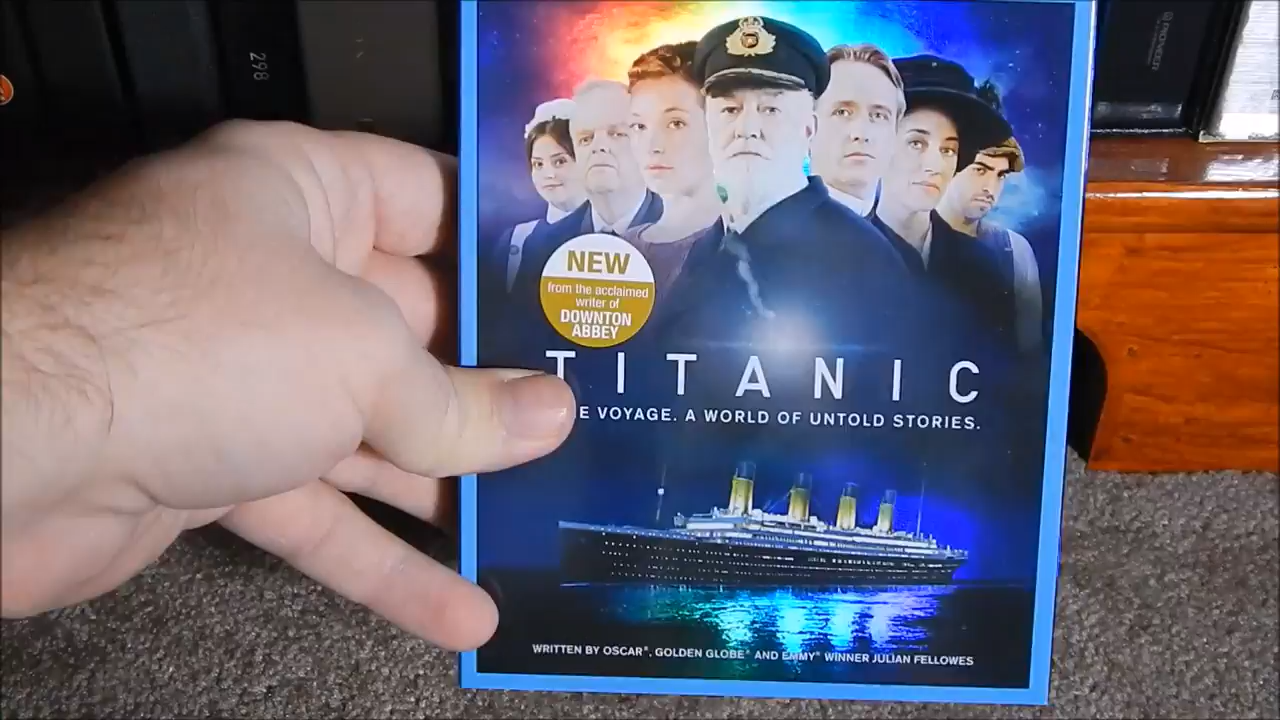 298
NEW
from the acclaimed
writer of
DOWNTON
ABBEY
TITANIC
E VOYAGE. A WORLD OF UNTOLD STORIES.
WRITTEN BY OSCAR®, GOLDEN GLOBE® AND EMMY® WINNER JULIAN FELLOWES